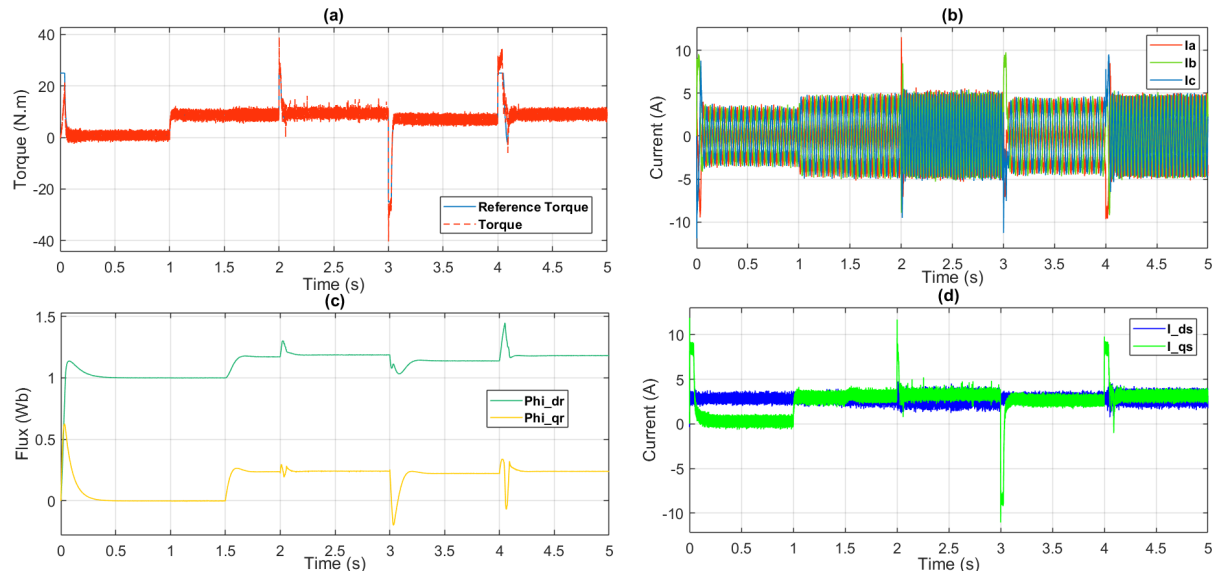 (a)
40
20
0
-20
-40
Torque (N.m)
Reference Torque
Torque
0 0.5 1 1.5 2 2.5 3 3.5 4 4.5 5
Time (s)
(b)
10
5
0
-5
-10
Current (A)
Ia
Ib
Ic
0 0.5 1 1.5 2 2.5 3 3.5 4 4.5 5
Time (s)
(c)
1.5
1
0.5
0
Flux (Wb)
Phi_dr
Phi_qr
0 0.5 1 1.5 2 2.5 3 3.5 4 4.5 5
Time (s)
(d)
10
5
0
-5
-10
Current (A)
I_ds
I_qs
0 0.5 1 1.5 2 2.5 3 3.5 4 4.5 5
Time (s)